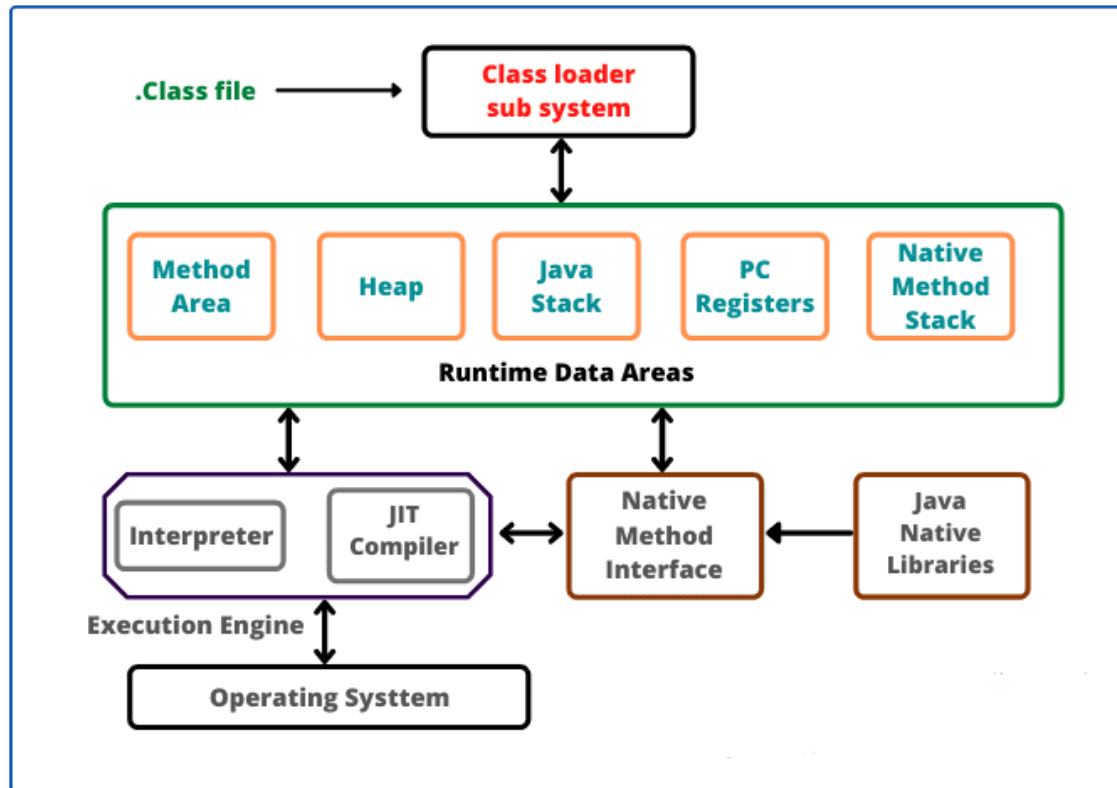 Class loader
sub system
.Class file
Method
Area
Heap
Java
Stack
PC
Registers
Native
Method
Stack
Runtime Data Areas
Interpreter
JIT
Compiler
Native
Method
Interface
Java
Native
Libraries
Execution Engine
Operating Systtem